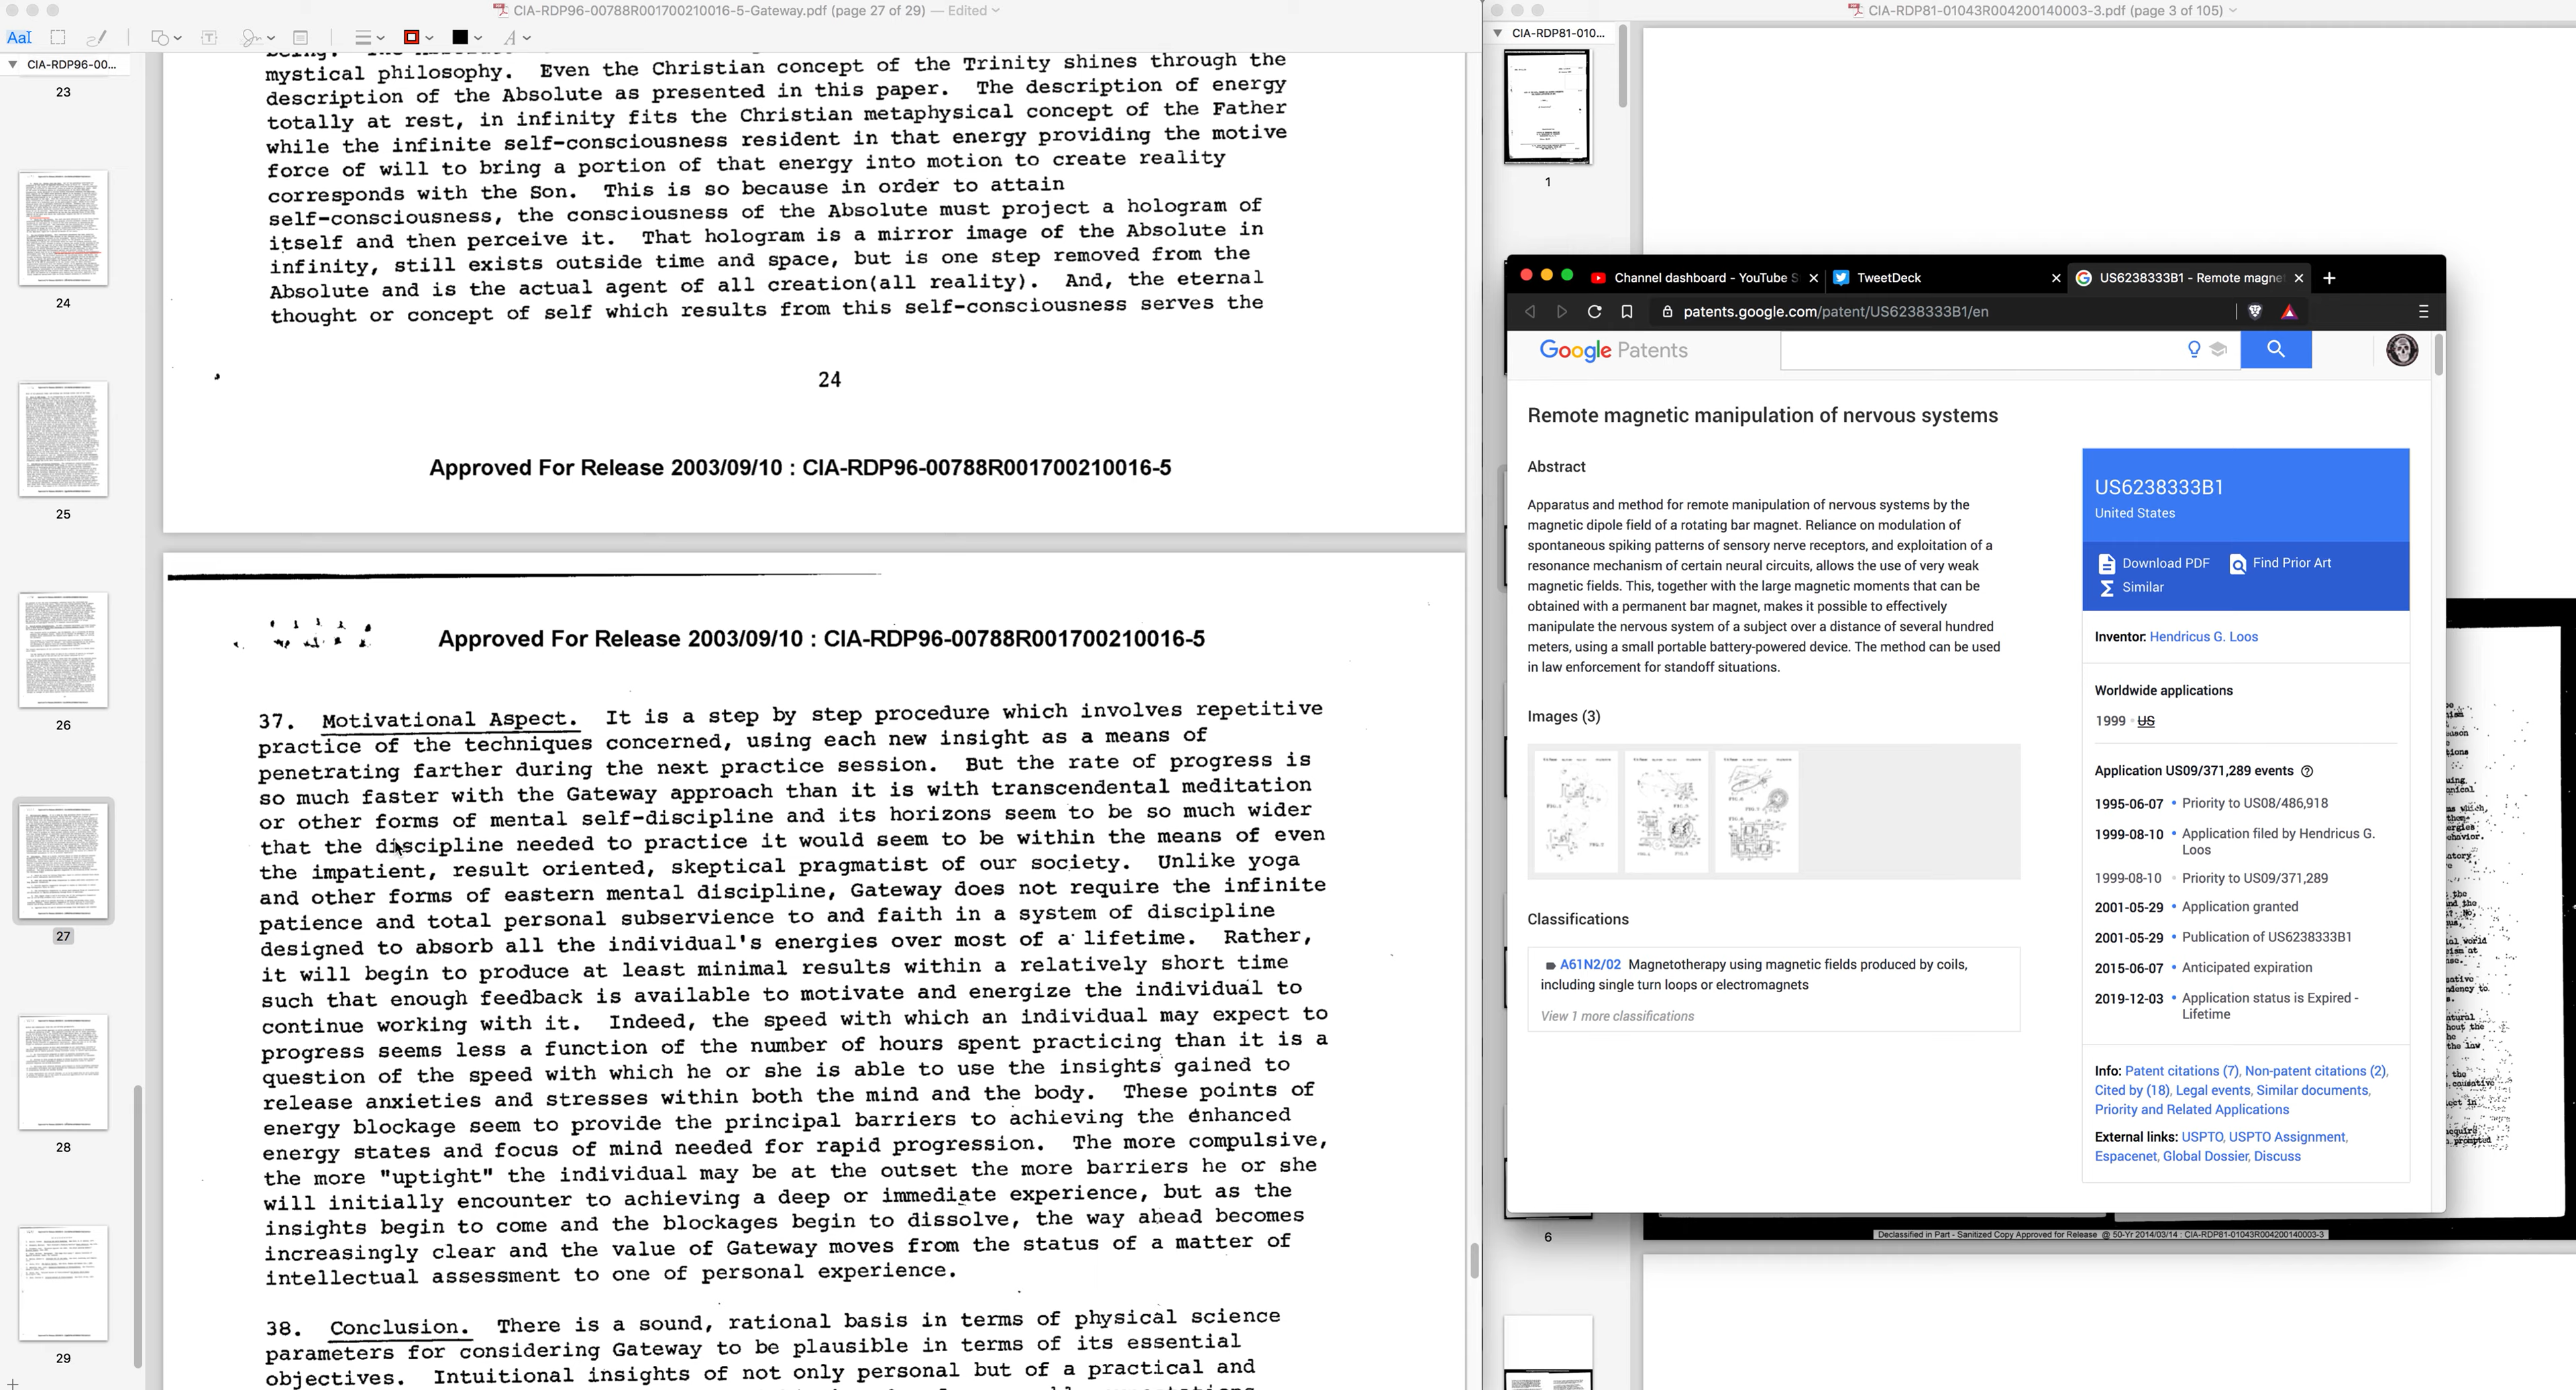 CIA-RDP96-00788R001700210016-5-Gateway.pdf (page 27 of 29) — Edited
CIA-RDP96-00...
23
24
25
26
27
28
29
mystical philosophy. Even the Christian concept of the Trinity shines through the
description of the Absolute as presented in this paper. The description of energy
totally at rest, in infinity fits the Christian metaphysical concept of the Father
while the infinite self-consciousness resident in that energy providing the motive
force of will to bring a portion of that energy into motion to create reality
corresponds with the Son. This is so because in order to attain
self-consciousness, the consciousness of the Absolute must project a hologram of
itself and then perceive it. That hologram is a mirror image of the Absolute in
infinity, still exists outside time and space, but is one step removed from the
Absolute and is the actual agent of all creation(all reality). And, the eternal
thought or concept of self which results from this self-consciousness serves the
24
Approved For Release 2003/09/10 : CIA-RDP96-00788R001700210016-5
Approved For Release 2003/09/10 : CIA-RDP96-00788R001700210016-5
37. Motivational Aspect. It is a step by step procedure which involves repetitive
practice of the techniques concerned, using each new insight as a means of
penetrating farther during the next practice session. But the rate of progress is
so much faster with the Gateway approach than it is with transcendental meditation
or other forms of mental self-discipline and its horizons seem to be so much wider
that the discipline needed to practice it would seem to be within the means of even
the impatient, result oriented, skeptical pragmatist of our society. Unlike yoga
and other forms of eastern mental discipline, Gateway does not require the infinite
patience and total personal subservience to and faith in a system of discipline
designed to absorb all the individual's energies over most of a lifetime. Rather,
it will begin to produce at least minimal results within a relatively short time
such that enough feedback is available to motivate and energize the individual to
continue working with it. Indeed, the speed with which an individual may expect to
progress seems less a function of the number of hours spent practicing than it is a
question of the speed with which he or she is able to use the insights gained to
release anxieties and stresses within both the mind and the body. These points of
energy blockage seem to provide the principal barriers to achieving the enhanced
energy states and focus of mind needed for rapid progression. The more compulsive,
the more "uptight" the individual may be at the outset the more barriers he or she
will initially encounter to achieving a deep or immediate experience, but as the
insights begin to come and the blockages begin to dissolve, the way ahead becomes
increasingly clear and the value of Gateway moves from the status of a matter of
intellectual assessment to one of personal experience.
38. Conclusion. There is a sound, rational basis in terms of physical science
parameters for considering Gateway to be plausible in terms of its essential
objectives. Intuitional insights of not only personal but of a practical and
CIA-RDP81-01043R004200140003-3.pdf (page 3 of 105)
CIA-RDP81-010...
1
6
Channel dashboard - YouTube S
TweetDeck
US6238333B1 - Remote magne
patents.google.com/patent/US6238333B1/en
Google Patents
Remote magnetic manipulation of nervous systems
Abstract
Apparatus and method for remote manipulation of nervous systems by the
magnetic dipole field of a rotating bar magnet. Reliance on modulation of
spontaneous spiking patterns of sensory nerve receptors, and exploitation of a
resonance mechanism of certain neural circuits, allows the use of very weak
magnetic fields. This, together with the large magnetic moments that can be
obtained with a permanent bar magnet, makes it possible to effectively
manipulate the nervous system of a subject over a distance of several hundred
meters, using a small portable battery-powered device. The method can be used
in law enforcement for standoff situations.
Images (3)
Classifications
A61N2/02 Magnetotherapy using magnetic fields produced by coils,
including single turn loops or electromagnets
View 1 more classifications
US6238333B1
United States
Download PDF
Find Prior Art
Similar
Inventor: Hendricus G. Loos
Worldwide applications
1999 US
Application US09/371,289 events
1995-06-07 Priority to US08/486,918
1999-08-10 Application filed by Hendricus G.
Loos
1999-08-10 Priority to US09/371,289
2001-05-29 Application granted
2001-05-29 Publication of US6238333B1
2015-06-07 Anticipated expiration
2019-12-03 Application status is Expired -
Lifetime
Info: Patent citations (7), Non-patent citations (2),
Cited by (18), Legal events, Similar documents,
Priority and Related Applications
External links: USPTO, USPTO Assignment,
Espacenet, Global Dossier, Discuss
Declassified in Part - Sanitized Copy Approved for Release @ 50-Yr 2014/03/14 : CIA-RDP81-01043R004200140003-3